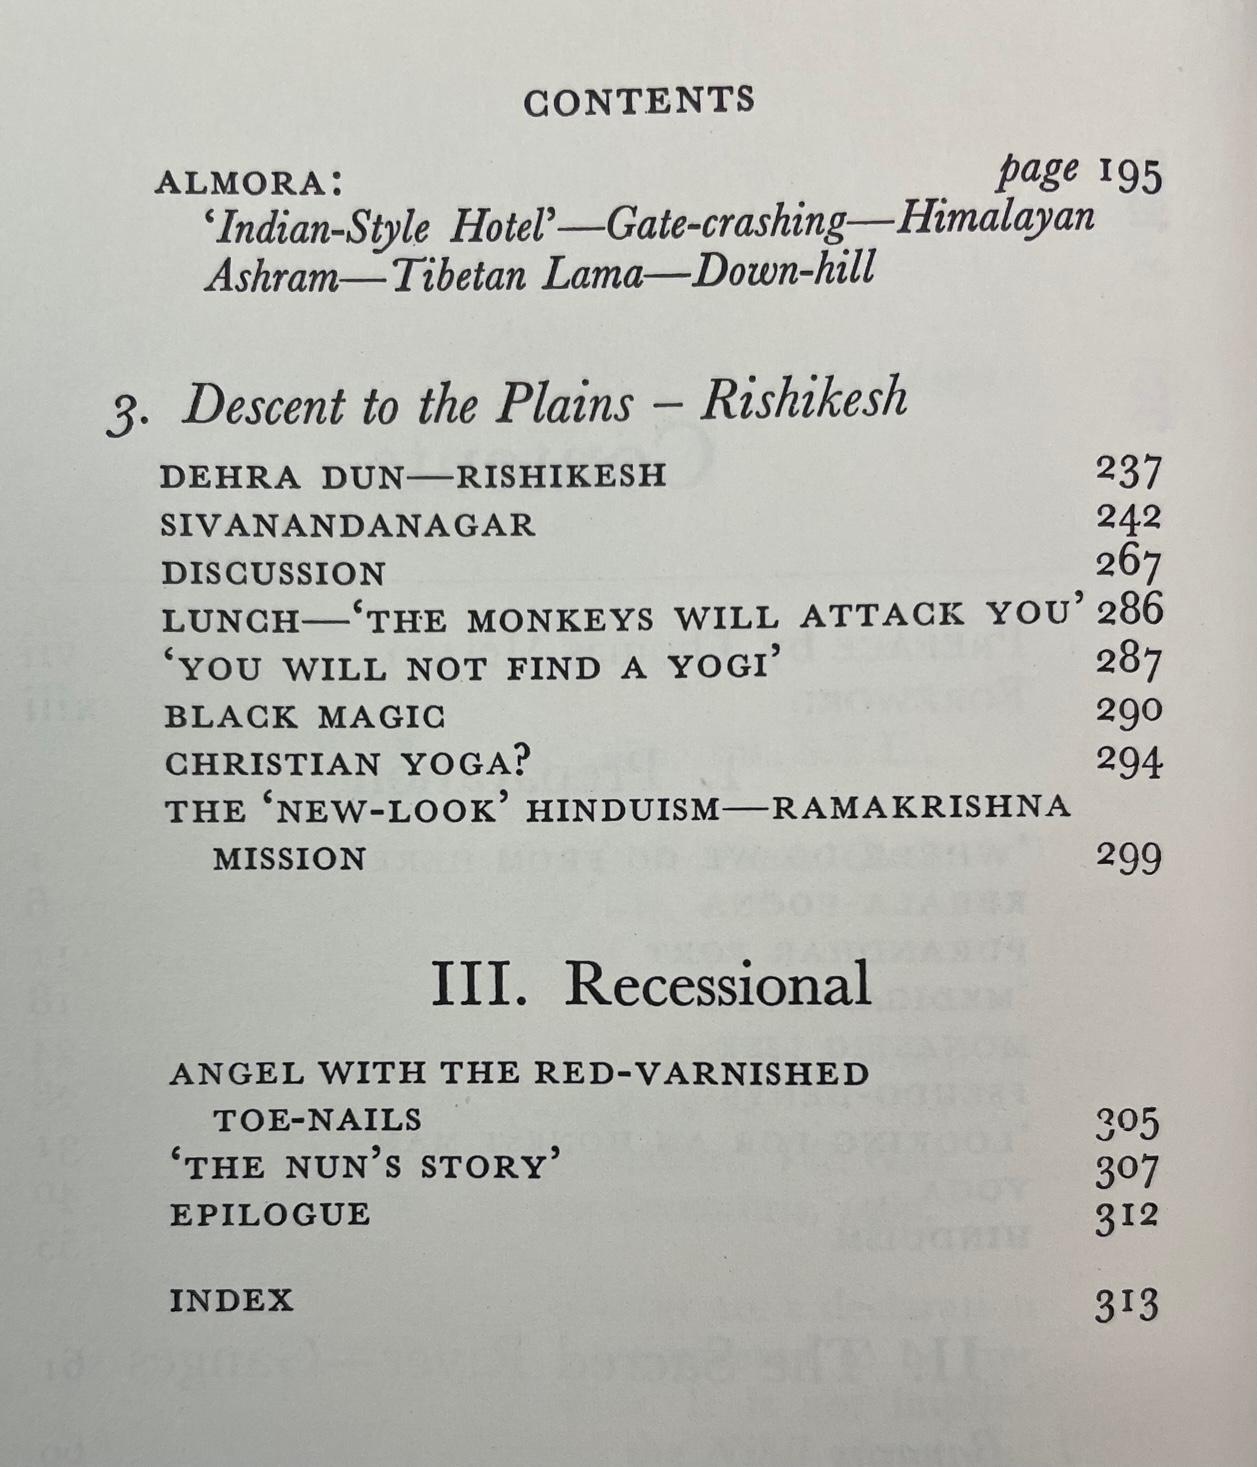 CONTENTS
ALMORA: page 195
‘Indian-Style Hotel’—Gate-crashing—Himalayan
Ashram—Tibetan Lama—Down-hill
3. Descent to the Plains – Rishikesh
DEHRA DUN—RISHIKESH 237
SIVANANDANAGAR 242
DISCUSSION 267
LUNCH—‘THE MONKEYS WILL ATTACK YOU’ 286
‘YOU WILL NOT FIND A YOGI’ 287
BLACK MAGIC 290
CHRISTIAN YOGA? 294
THE ‘NEW-LOOK’ HINDUISM—RAMAKRISHNA
MISSION 299
III. Recessional
ANGEL WITH THE RED-VARNISHED
TOE-NAILS 305
‘THE NUN’S STORY’ 307
EPILOGUE 312
INDEX 313